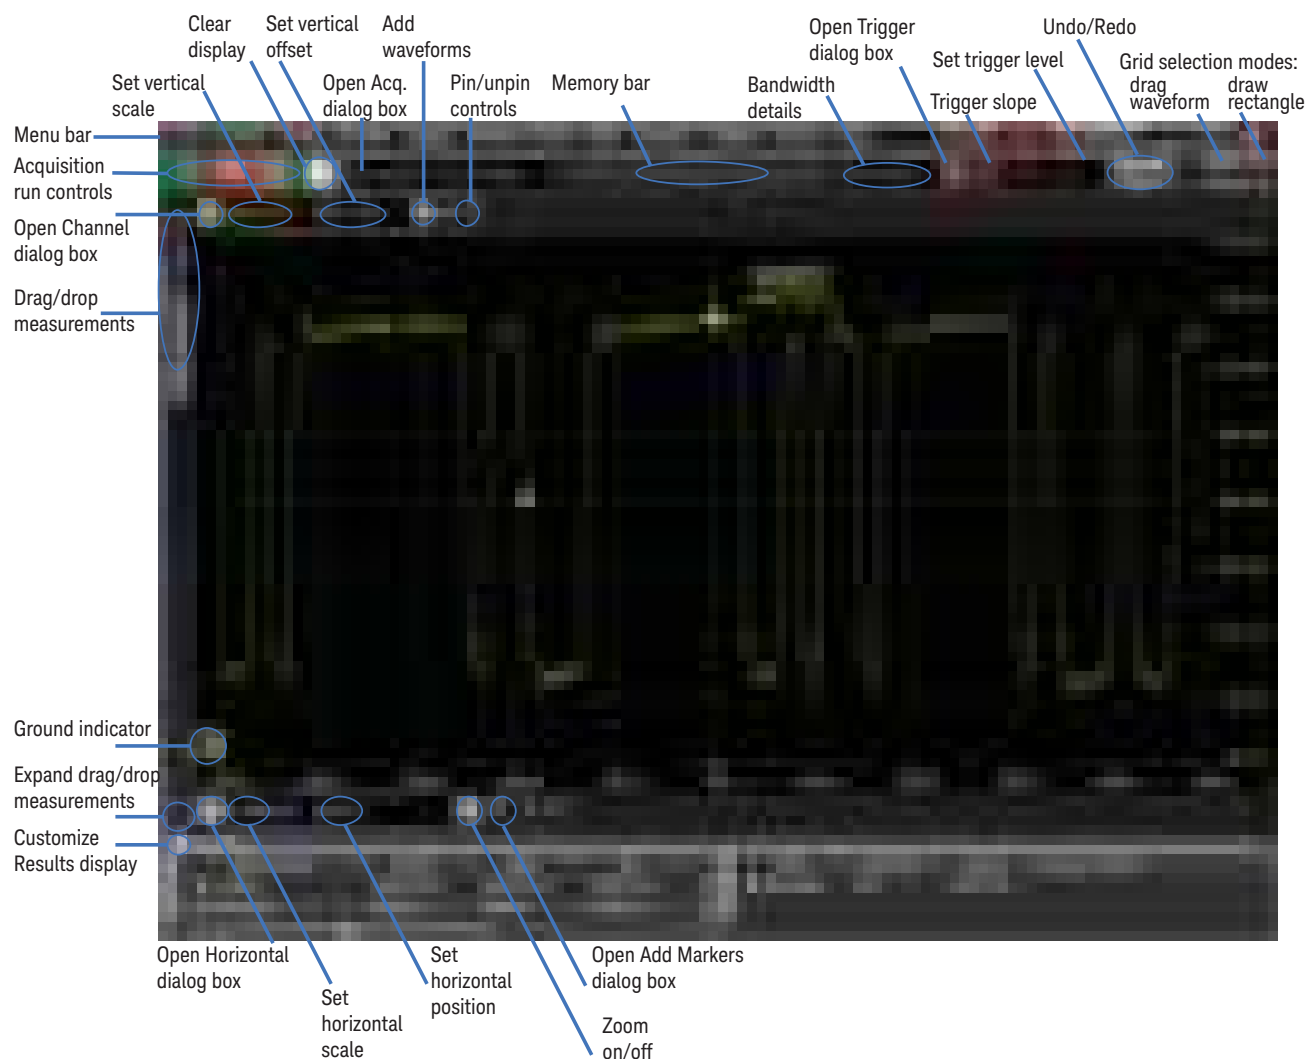 Clear
display
Set vertical
offset
Add
waveforms
Open Trigger
dialog box
Undo/Redo
Set vertical
scale
Open Acq.
dialog box
Pin/unpin
controls
Memory bar
Bandwidth
details
Set trigger level
Trigger slope
Grid selection modes:
drag
waveform
draw
rectangle
Menu bar
Acquisition
run controls
Open Channel
dialog box
Drag/drop
measurements
Ground indicator
Expand drag/drop
measurements
Customize
Results display
Open Horizontal
dialog box
Set
horizontal
scale
Set
horizontal
position
Open Add Markers
dialog box
Zoom
on/off